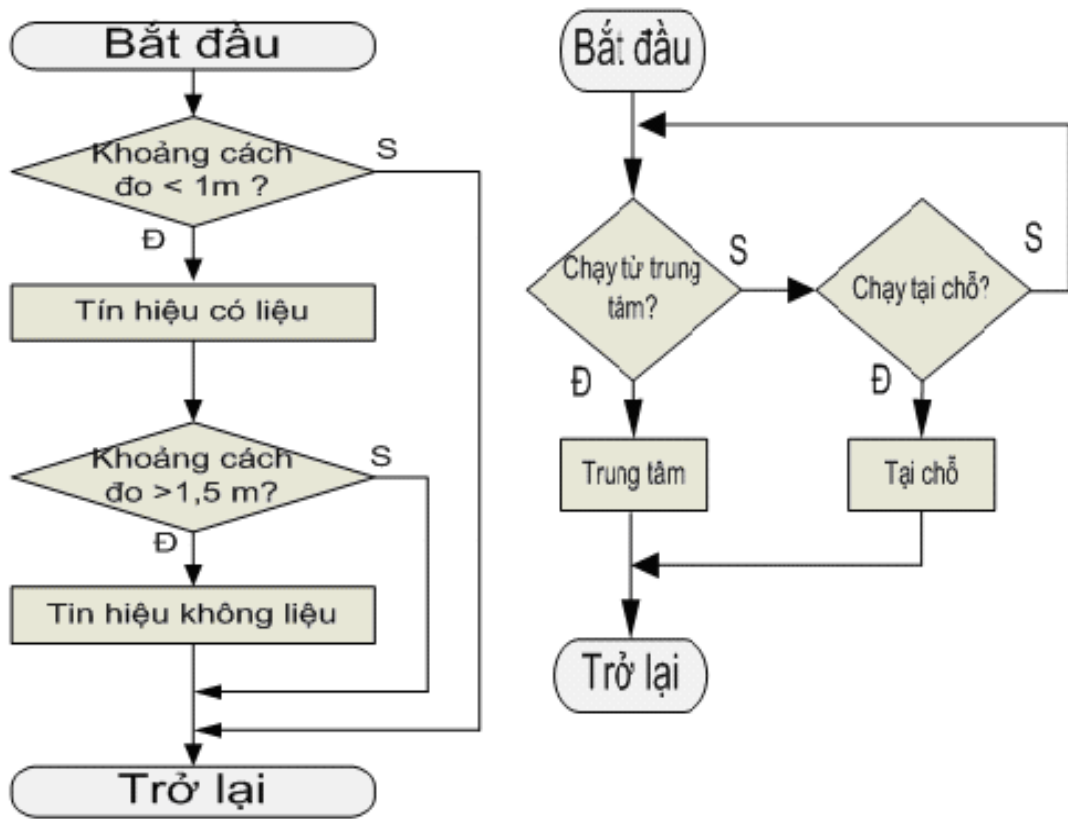 Bắt đầu
Khoảng cách
đo < 1m ?
S
Đ
Tín hiệu có liệu
Khoảng cách
đo >1,5 m?
S
Đ
Tin hiệu không liệu
Trở lại
Bắt đầu
Chạy từ trung
tâm?
S
Chạy tại chỗ?
S
Đ
Đ
Trung tâm
Tại chỗ
Trở lại